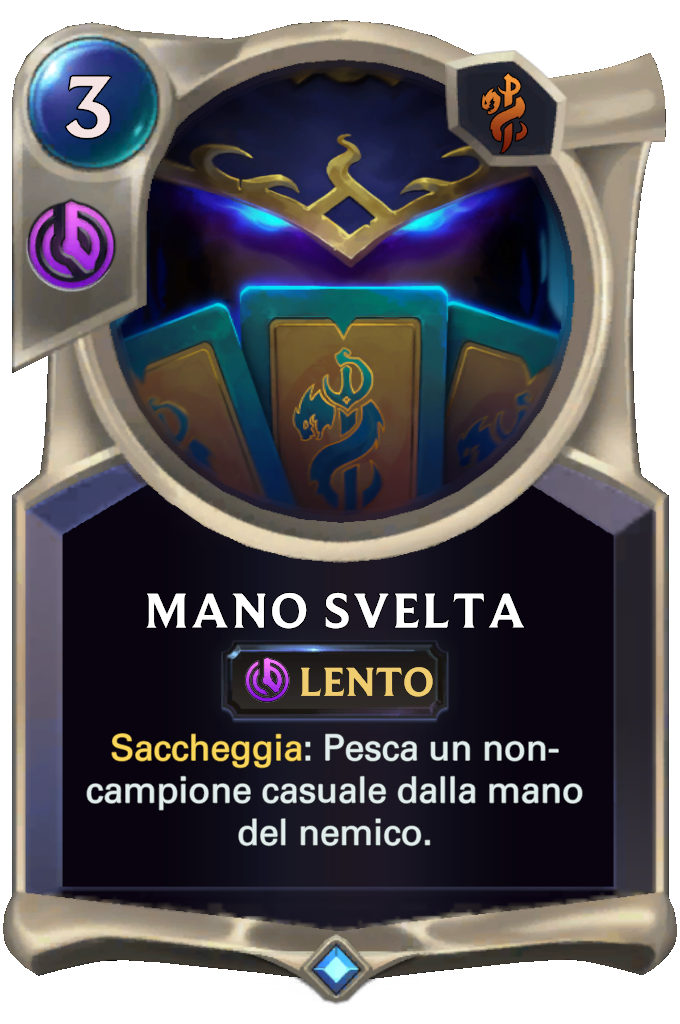 3
MANO SVELTA
LENTO
Saccheggia: Pesca un non-
campione casuale dalla mano
del nemico.